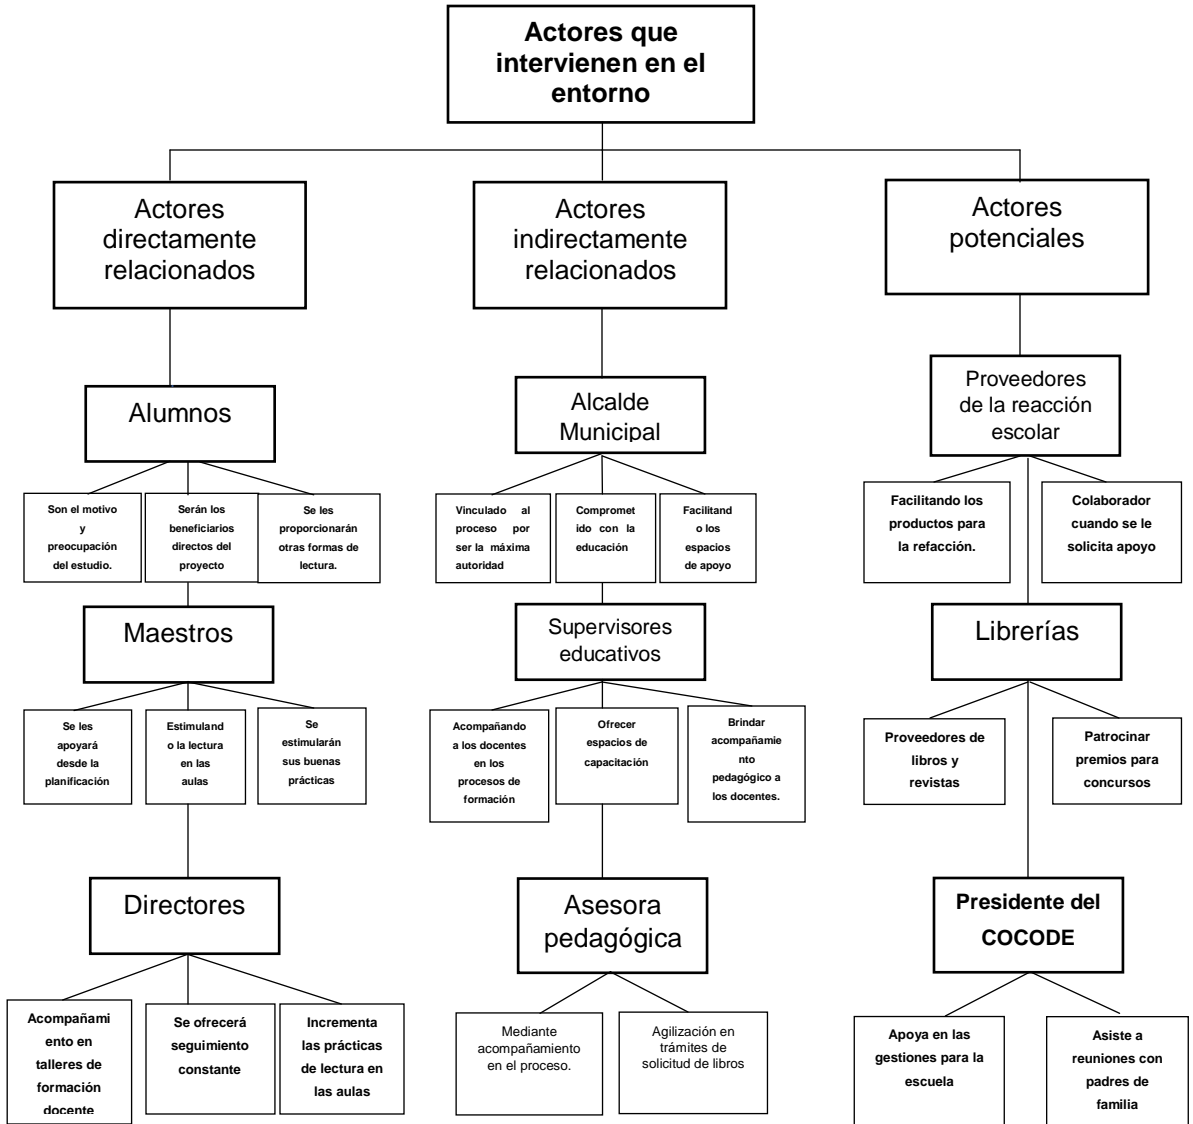 Actores que
intervienen en el
entorno
Actores
directamente
relacionados
Actores
indirectamente
relacionados
Actores
potenciales
Alumnos
Alcalde
Municipal
Proveedores
de la reacción
escolar
Son el motivo
y
preocupación
del estudio.
Serán los
beneficiarios
directos del
proyecto
Se les
proporcionarán
otras formas de
lectura.
Vinculado al
proceso por
ser la máxima
autoridad
Compromet
ido con la
educación
Facilitand
o los
espacios
de apoyo
Facilitando los
productos para
la refacción.
Colaborador
cuando se le
solicita apoyo
Maestros
Supervisores
educativos
Librerías
Se les
apoyará
desde la
planificación
Estimuland
o la lectura
en las
aulas
Se
estimularán
sus buenas
prácticas
Acompañando
a los docentes
en los
procesos de
formación
Ofrecer
espacios de
capacitación
Brindar
acompañamie
nto
pedagógico a
los docentes.
Proveedores de
libros y
revistas
Patrocinar
premios para
concursos
Directores
Asesora
pedagógica
Presidente del
COCODE
Acompañami
ento en
talleres de
formación
docente
Se ofrecerá
seguimiento
constante
Incrementa
las prácticas
de lectura en
las aulas
Mediante
acompañamiento
en el proceso.
Agilización en
trámites de
solicitud de libros
Apoya en las
gestiones para la
escuela
Asiste a
reuniones con
padres de
familia